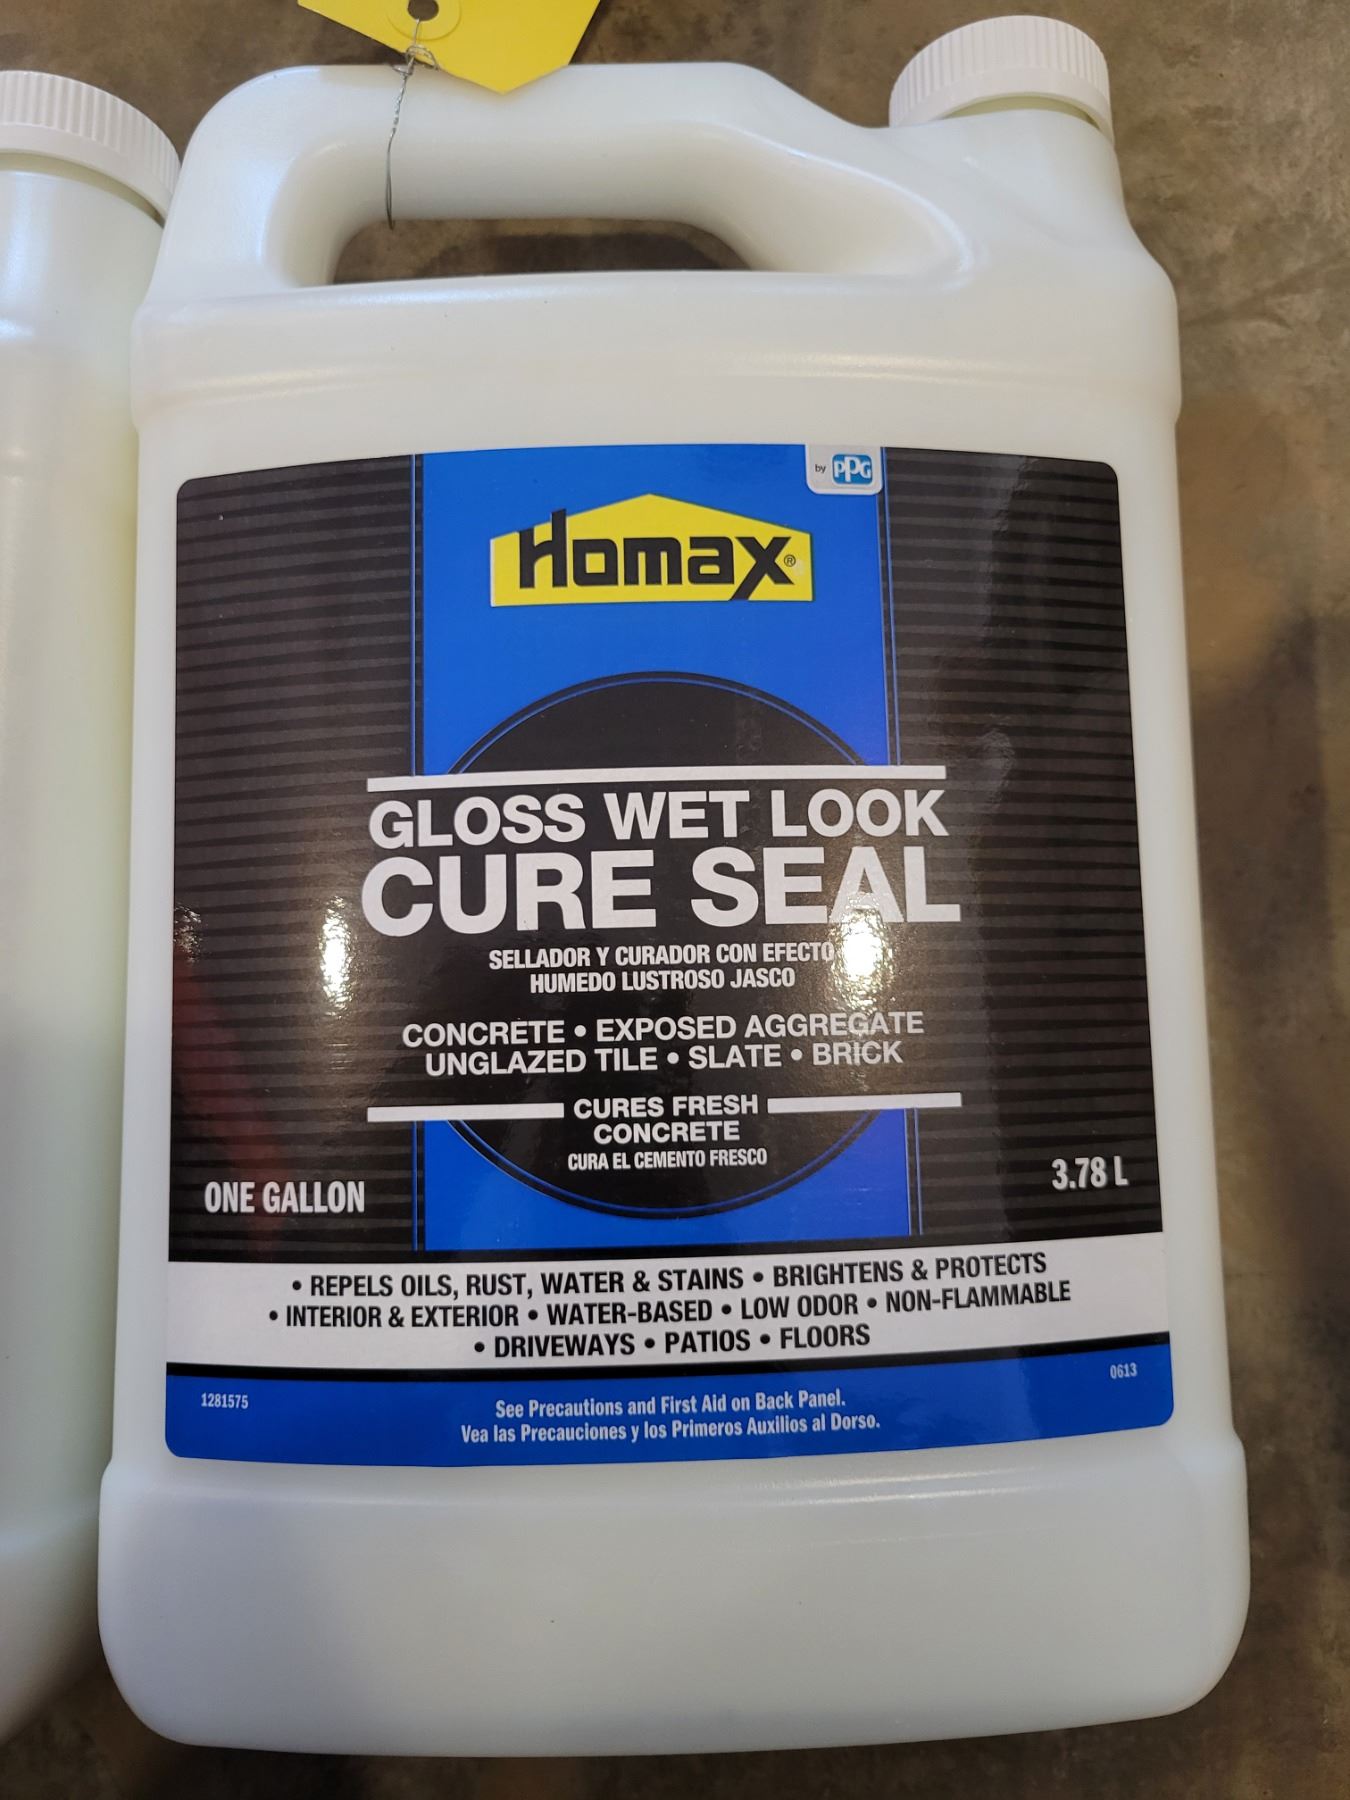 by PPG
Homax®
GLOSS WET LOOK
CURE SEAL
SELLADOR Y CURADOR CON EFECTO
HUMEDO LUSTROSO JASCO
CONCRETE • EXPOSED AGGREGATE
UNGLAZED TILE • SLATE • BRICK
CURES FRESH
CONCRETE
CURA EL CEMENTO FRESCO
ONE GALLON
3.78 L
• REPELS OILS, RUST, WATER & STAINS • BRIGHTENS & PROTECTS
• INTERIOR & EXTERIOR • WATER-BASED • LOW ODOR • NON-FLAMMABLE
• DRIVEWAYS • PATIOS • FLOORS
1281575
0613
See Precautions and First Aid on Back Panel.
Vea las Precauciones y los Primeros Auxilios al Dorso.